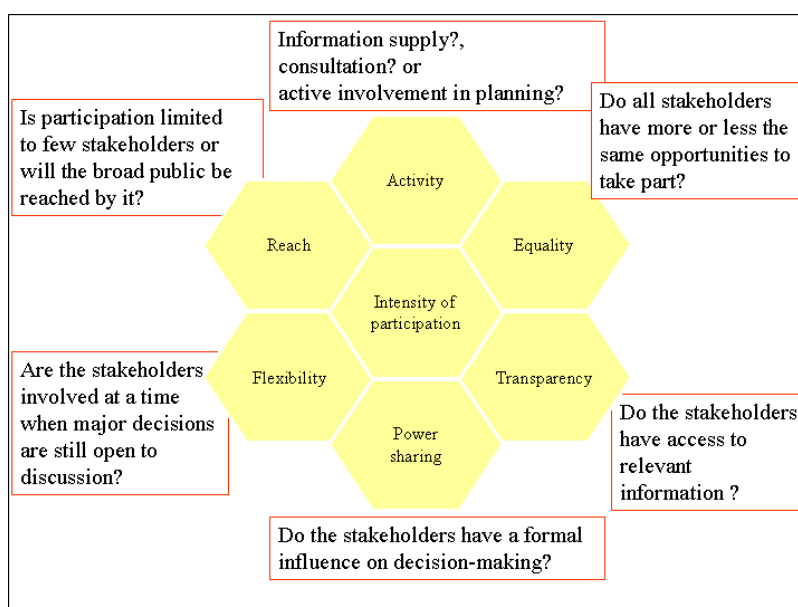 Information supply?,
consultation? or
active involvement in planning?
Do all stakeholders
have more or less the
same opportunities to
take part?
Is participation limited
to few stakeholders or
will the broad public be
reached by it?
Activity
Reach
Equality
Intensity of
participation
Flexibility
Transparency
Power
sharing
Are the stakeholders
involved at a time
when major decisions
are still open to
discussion?
Do the stakeholders
have access to
relevant
information ?
Do the stakeholders have a formal
influence on decision-making?